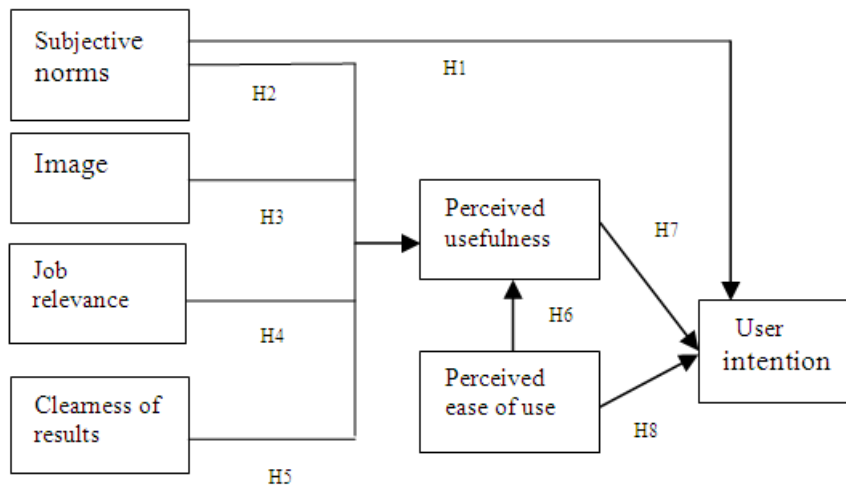 Subjective
norms
H1
H2
Image
H3
Perceived
usefulness
H7
Job
relevance
H4
H6
User
intention
Perceived
ease of use
H8
Clearness of
results
H5